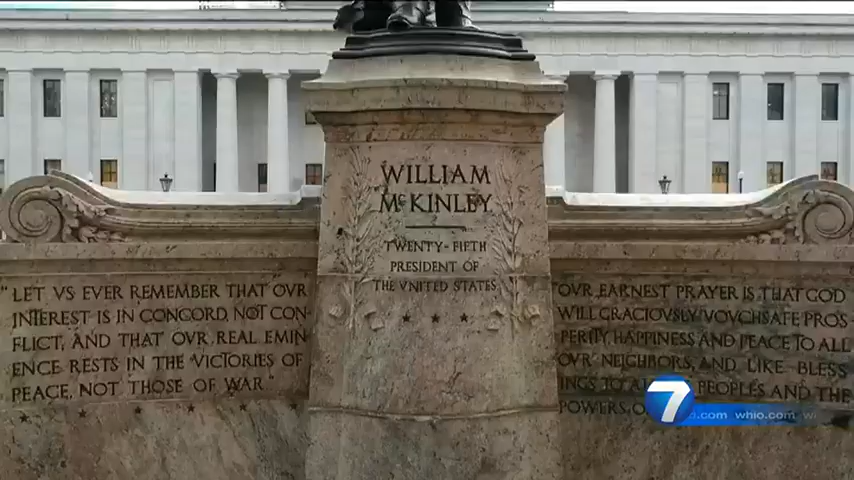 WILLIAM
McKINLEY
TWENTY-FIFTH
PRESIDENT OF
THE VNITED STATES
"LET VS EVER REMEMBER THAT OVR
INTEREST IS IN CONCORD, NOT CON-
FLICT, AND THAT OVR REAL EMIN-
ENCE RESTS IN THE VICTORIES OF
PEACE, NOT THOSE OF WAR."
OVR EARNEST PRAYER IS THAT GOD
WILL GRACIOVSLY VOVCHSAFE PROS-
PERITY, HAPPINESS AND PEACE TO ALL
OVR NEIGHBORS, AND LIKE BLESS-
INGS TO PEOPLES AND THE
POWERS
7
d.com whio.com